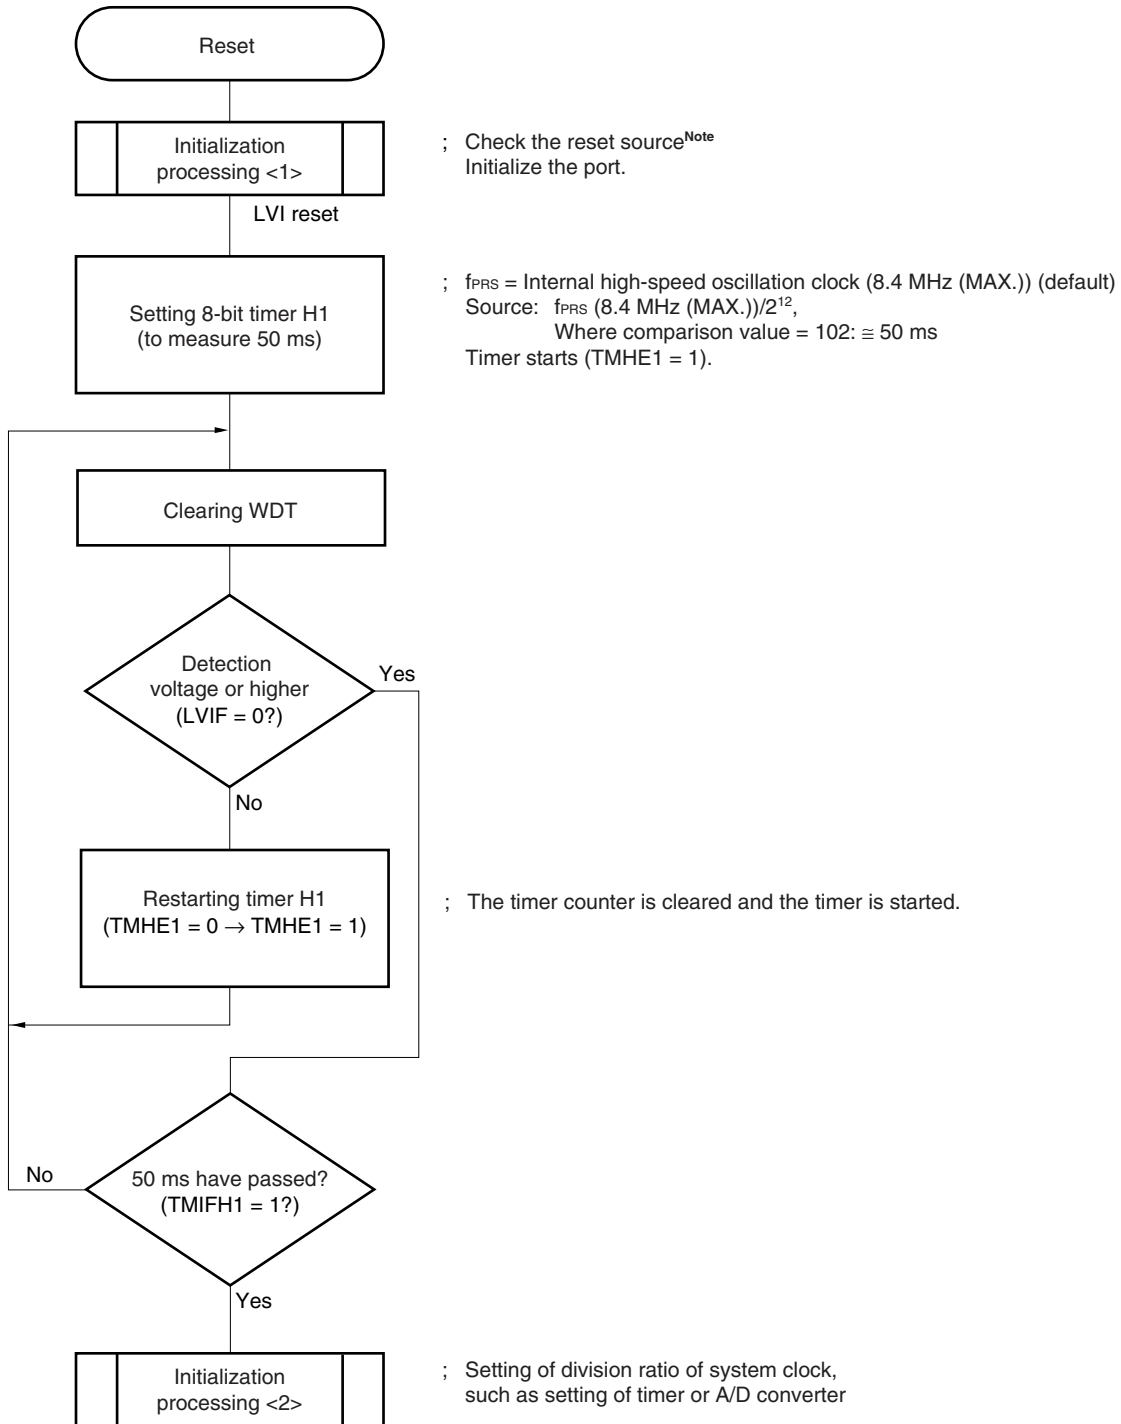 Reset
Initialization
processing <1>
; Check the reset sourceNote
Initialize the port.
LVI reset
Setting 8-bit timer H1
(to measure 50 ms)
; fPRS = Internal high-speed oscillation clock (8.4 MHz (MAX.)) (default)
Source: fPRS (8.4 MHz (MAX.))/2^12,
Where comparison value = 102: ≅ 50 ms
Timer starts (TMHE1 = 1).
Clearing WDT
Detection
voltage or higher
(LVIF = 0?)
Yes
No
Restarting timer H1
(TMHE1 = 0 → TMHE1 = 1)
; The timer counter is cleared and the timer is started.
50 ms have passed?
(TMIFH1 = 1?)
No
Yes
Initialization
processing <2>
; Setting of division ratio of system clock,
such as setting of timer or A/D converter